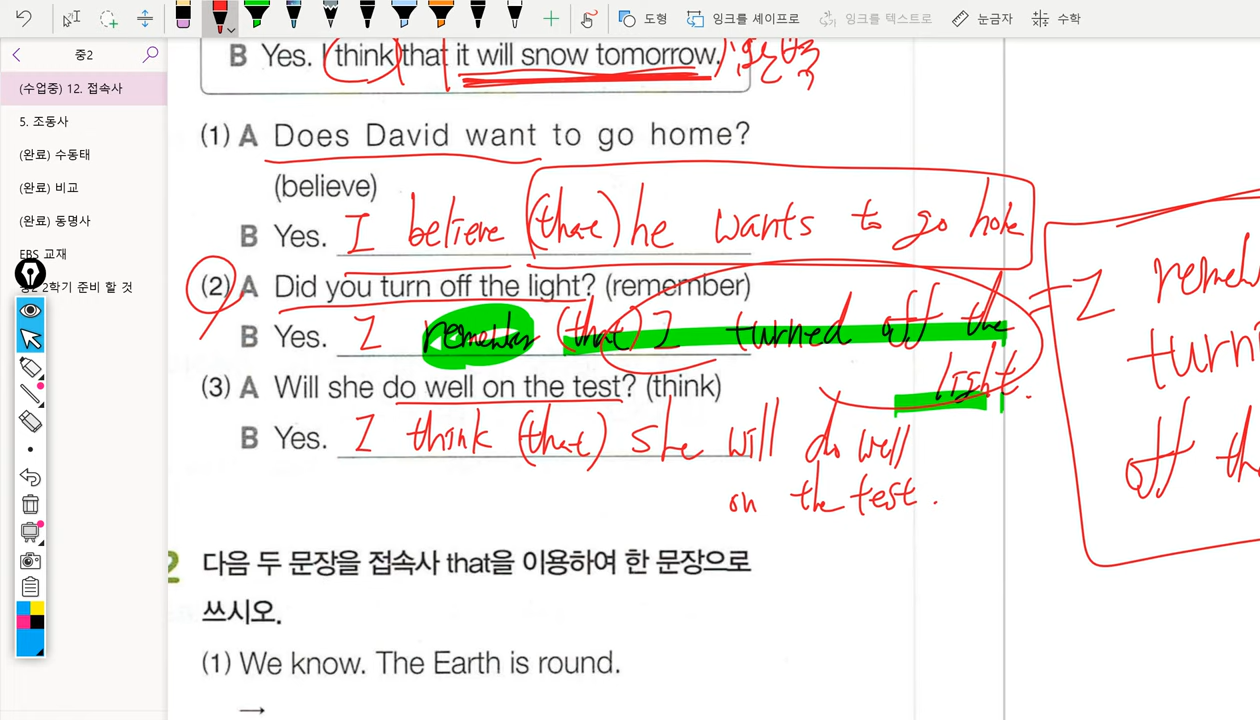 도형
잉크를 셰이프로
잉크를 텍스트로
눈금자
수학
중2
(수업중) 12. 접속사
5. 조동사
(완료) 수동태
(완료) 비교
(완료) 동명사
EBS 교재
2학기 준비 할 것
B Yes. I think that it will snow tomorrow.
(1) A Does David want to go home?
(believe)
B Yes. I believe (that) he wants to go home
(2) A Did you turn off the light? (remember)
B Yes. I remember (that) I turned off the
light.
(3) A Will she do well on the test? (think)
B Yes. I think (that) she will do well
on the test.
I
off
2 다음 두 문장을 접속사 that을 이용하여 한 문장으로
쓰시오.
(1) We know. The Earth is round.
→